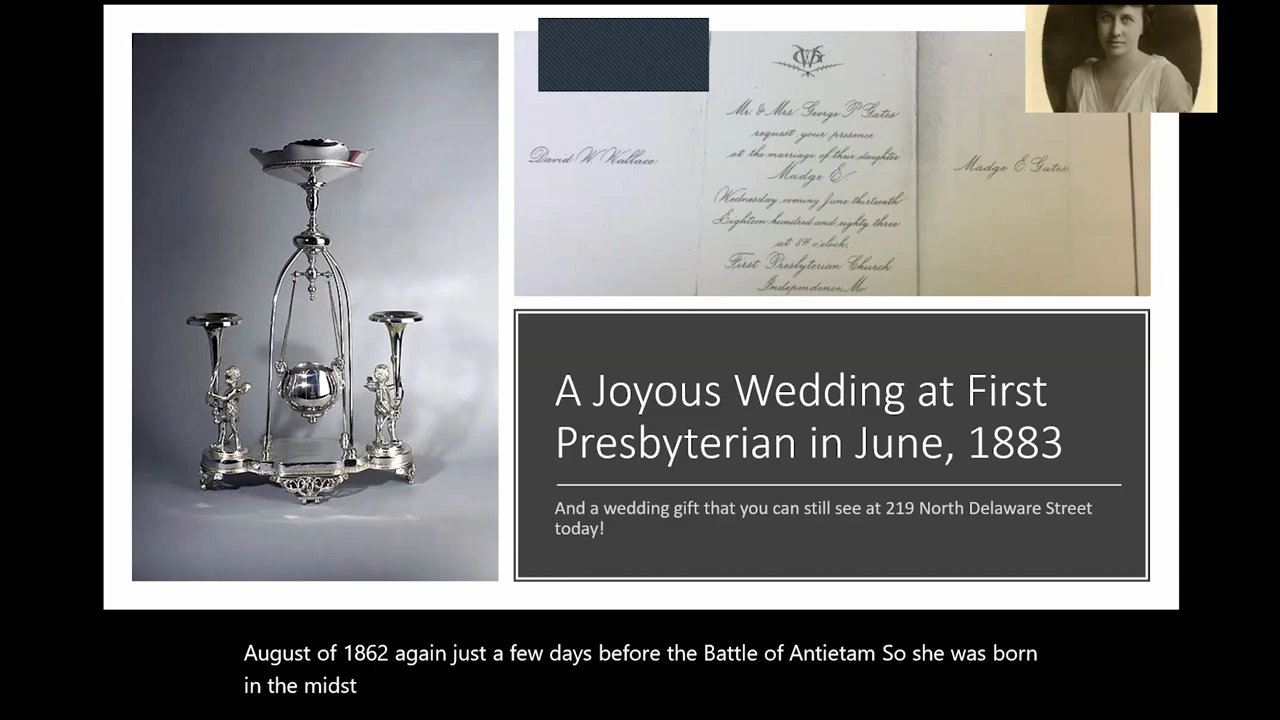 David W Wallace
Mr. & Mrs. George P. Gates
request your presence
at the marriage of their daughter
Madge E.
Wednesday evening June thirteenth
Eighteen hundred and eighty three
at 8½ o'clock,
First Presbyterian Church
Independence, Mo
Madge E. Gates.
A Joyous Wedding at First
Presbyterian in June, 1883
And a wedding gift that you can still see at 219 North Delaware Street
today!
August of 1862 again just a few days before the Battle of Antietam So she was born
in the midst